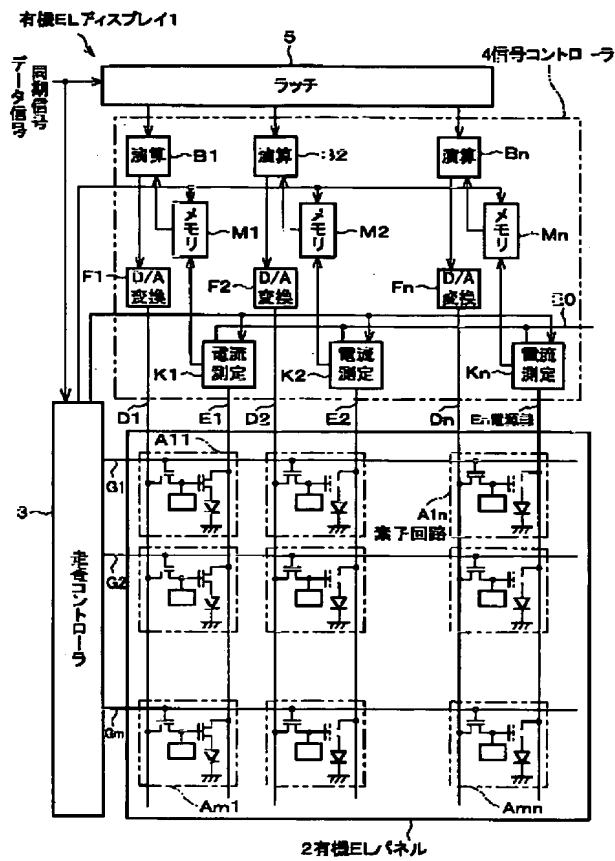 有機ELディスプレイ1
5
4信号コントローラ
同期信号
データ信号
ラッチ
演算
B1
演算
B2
演算
Bn
メモリ
M1
メモリ
M2
メモリ
Mn
F1
D/A
変換
F2
D/A
変換
Fn
D/A
変換
K1
電流
測定
K2
電流
測定
Kn
電流
測定
D1
E1
D2
E2
Dn
En電源線
A11
G1
A1n
素子回路
3
走査コントローラ
G2
Gm
Am1
Amn
2有機ELパネル